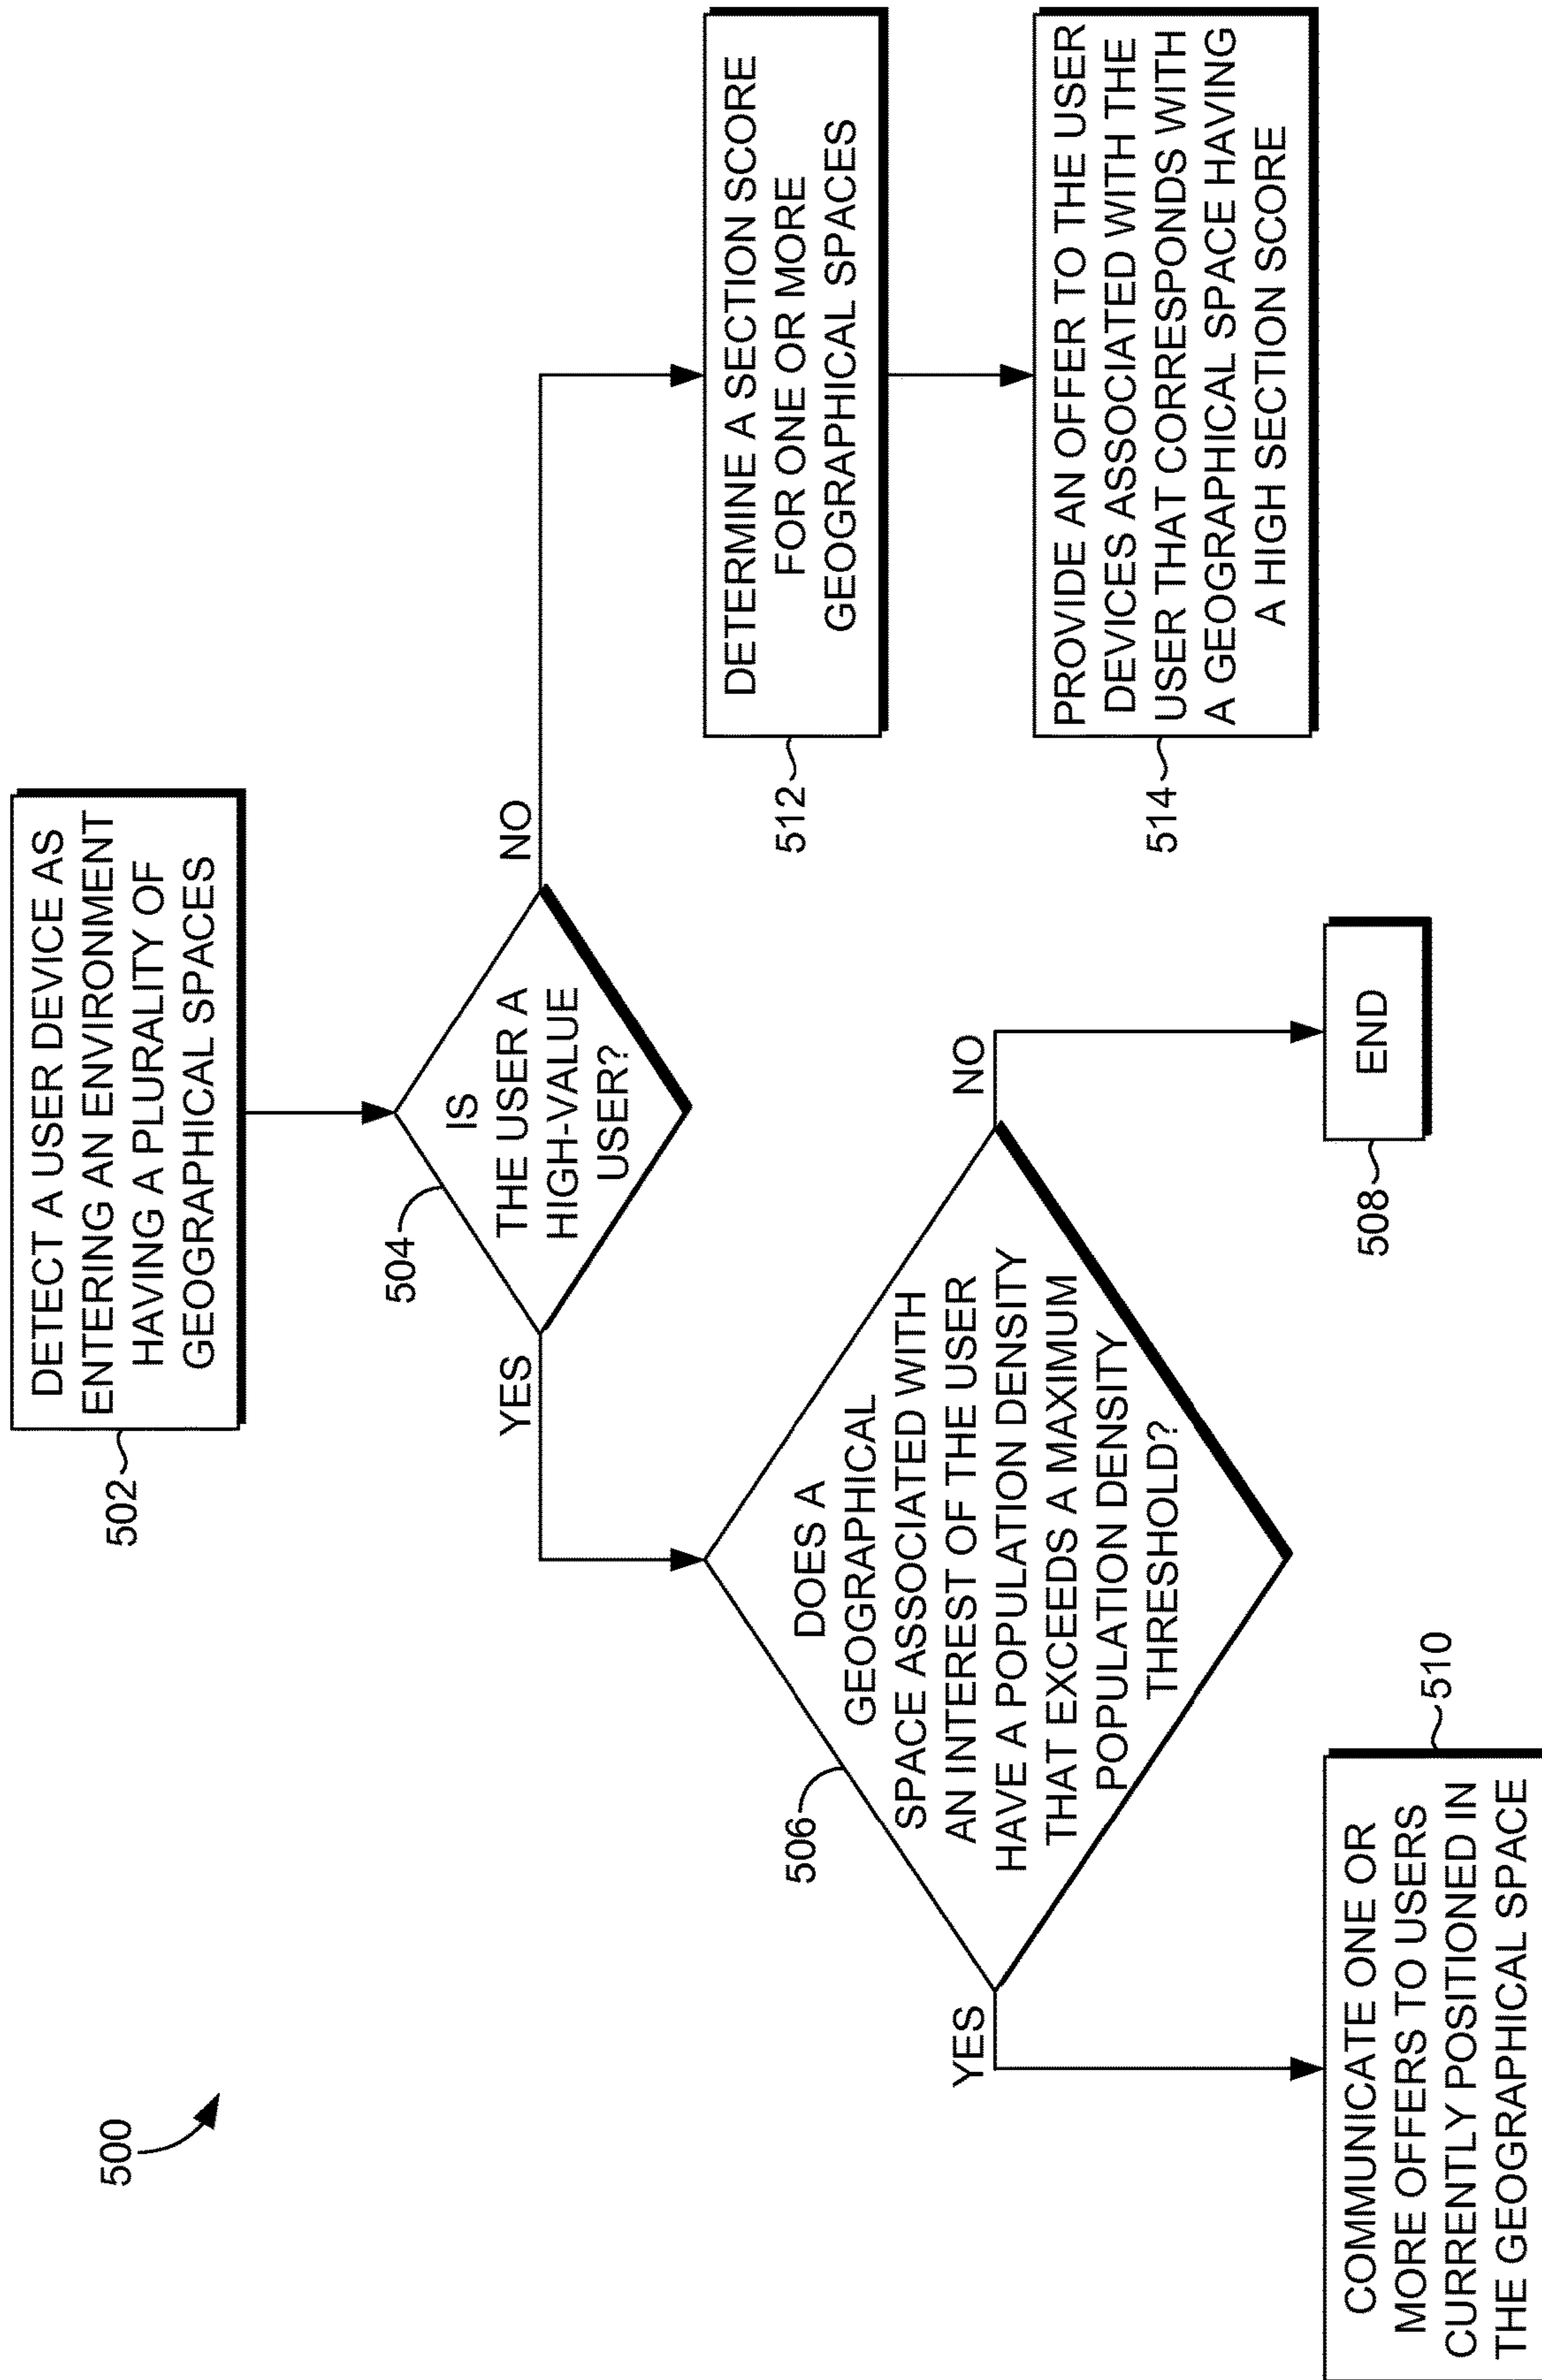 500
DETECT A USER DEVICE AS
ENTERING AN ENVIRONMENT
HAVING A PLURALITY OF
GEOGRAPHICAL SPACES
502
IS
THE USER A
HIGH-VALUE
USER?
504
YES
NO
DOES A
GEOGRAPHICAL
SPACE ASSOCIATED WITH
AN INTEREST OF THE USER
HAVE A POPULATION DENSITY
THAT EXCEEDS A MAXIMUM
POPULATION DENSITY
THRESHOLD?
506
YES
NO
COMMUNICATE ONE OR
MORE OFFERS TO USERS
CURRENTLY POSITIONED IN
THE GEOGRAPHICAL SPACE
510
END
508
DETERMINE A SECTION SCORE
FOR ONE OR MORE
GEOGRAPHICAL SPACES
512
PROVIDE AN OFFER TO THE USER
DEVICES ASSOCIATED WITH THE
USER THAT CORRESPONDS WITH
A GEOGRAPHICAL SPACE HAVING
A HIGH SECTION SCORE
514